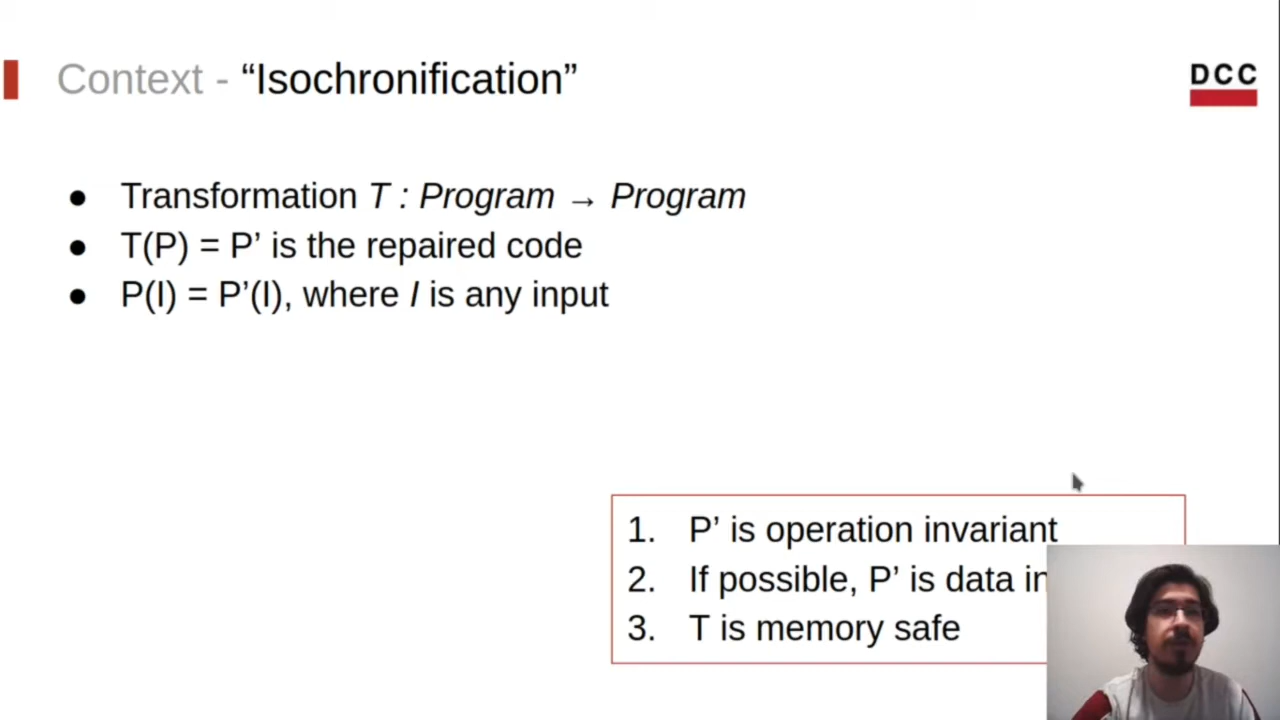 Context - “Isochronification”
DCC
● Transformation T : Program → Program
● T(P) = P’ is the repaired code
● P(I) = P’(I), where I is any input
1. P’ is operation invariant
2. If possible, P’ is data
3. T is memory safe